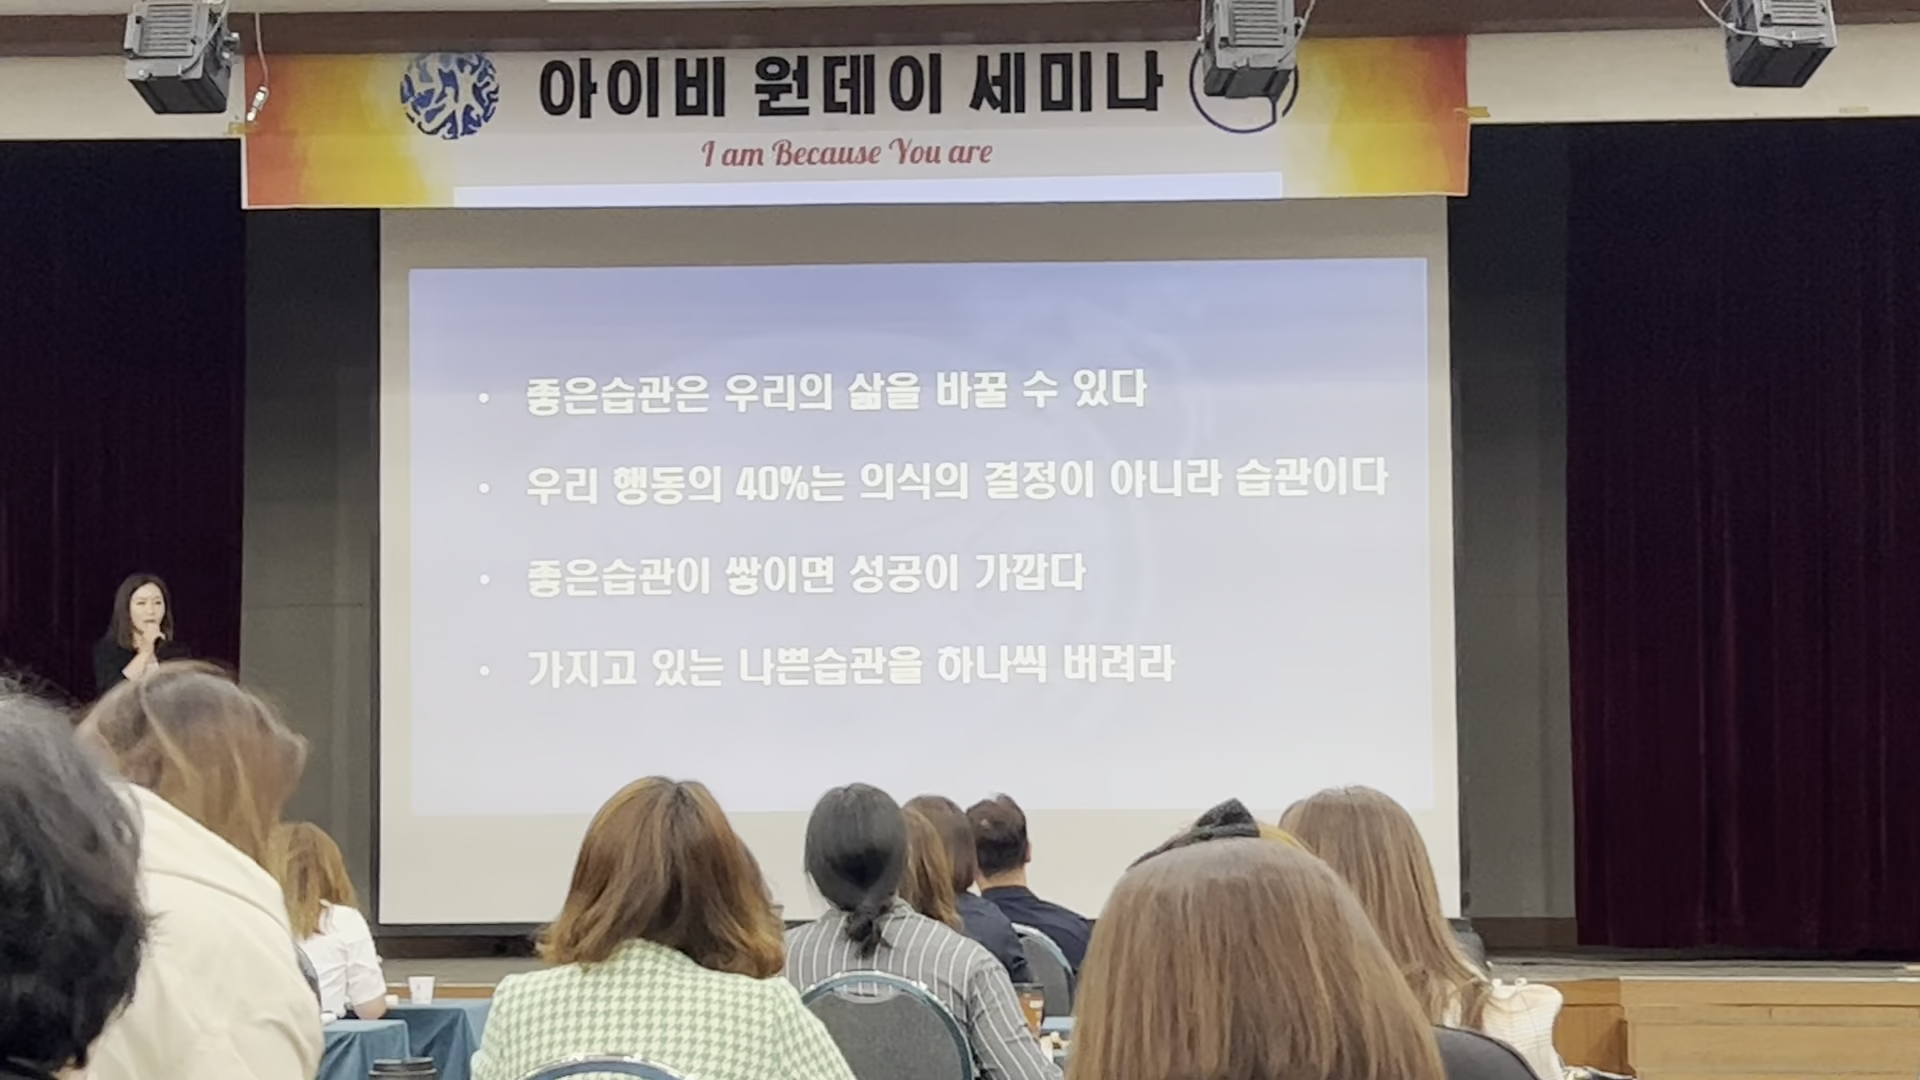 아이비 원데이 세미나
I am Because You are
• 좋은습관은 우리의 삶을 바꿀 수 있다
• 우리 행동의 40%는 의식의 결정이 아니라 습관이다
• 좋은습관이 쌓이면 성공이 가깝다
• 가지고 있는 나쁜습관을 하나씩 버려라